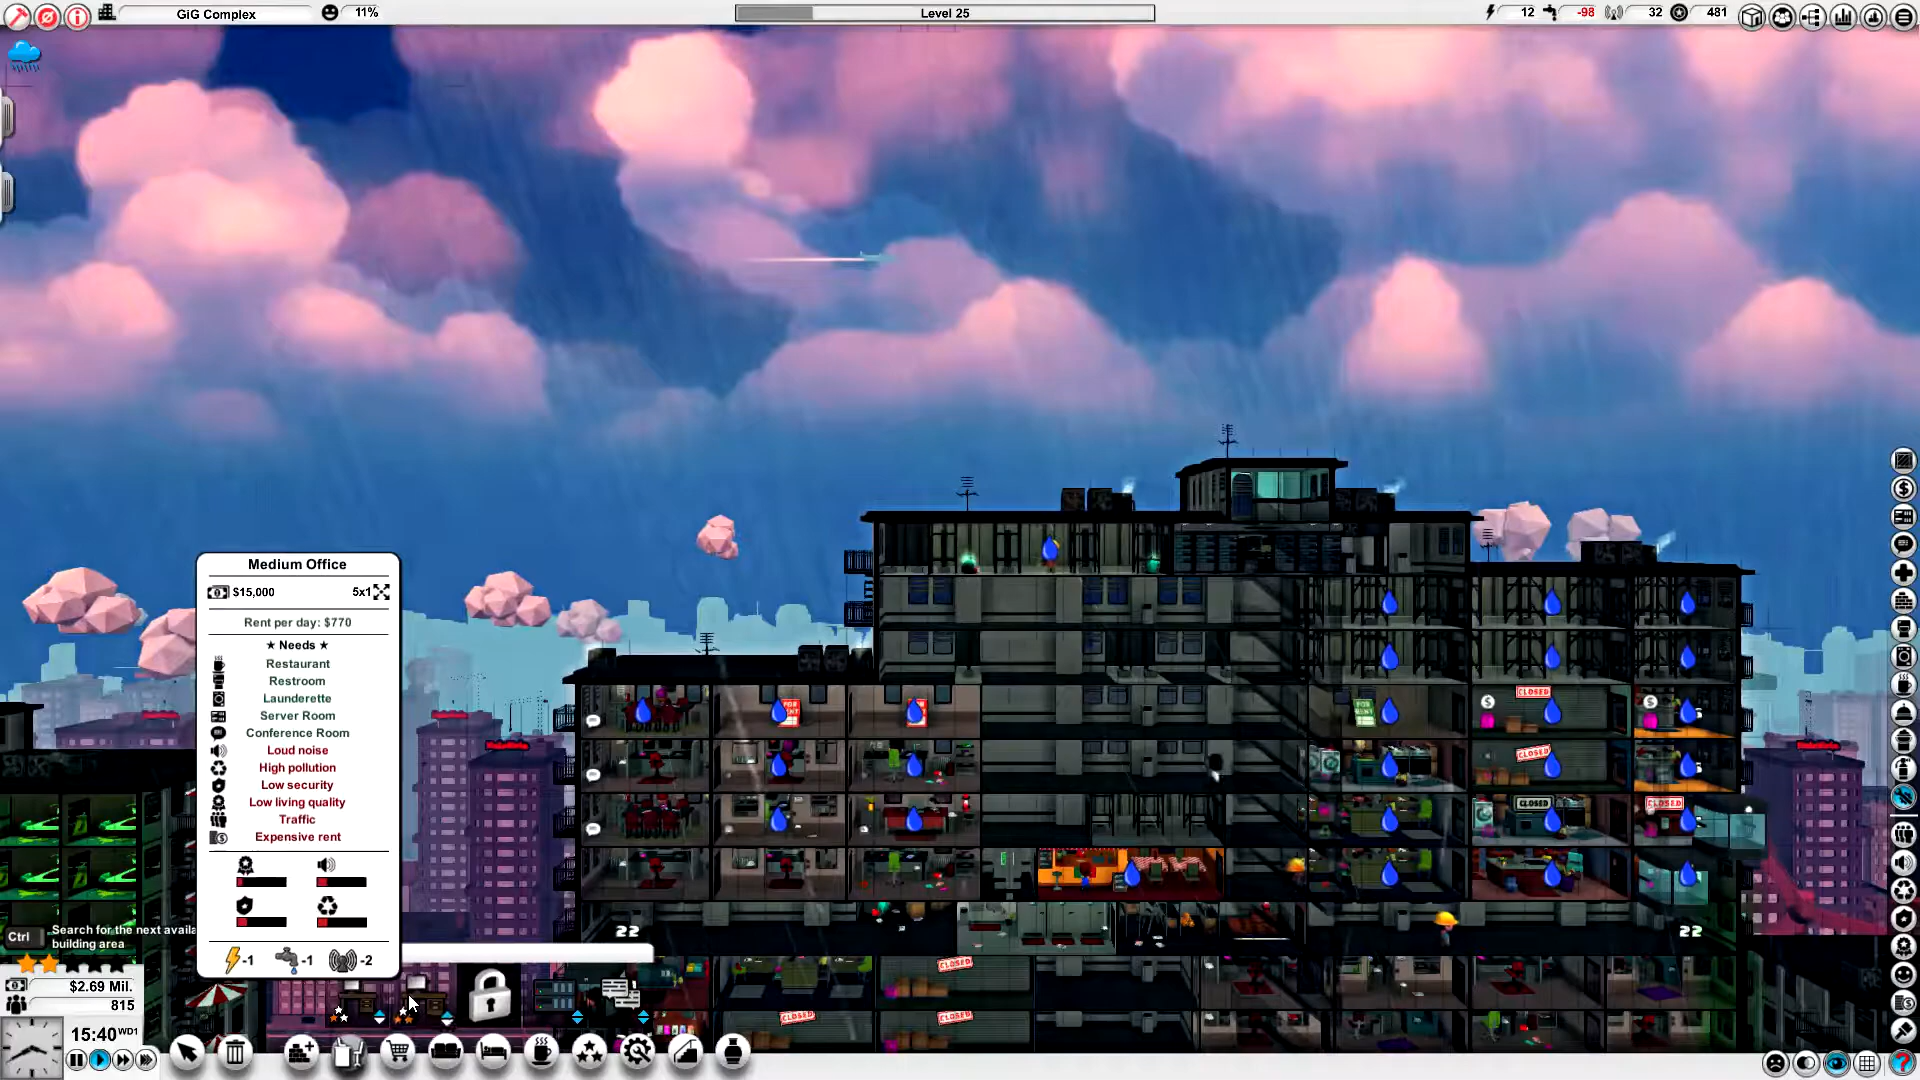 GiG Complex
11%
Level 25
12
-98
32
481
Medium Office
$15,000
5x1
Rent per day: $770
★ Needs ★
Restaurant
Restroom
Launderette
Server Room
Conference Room
Loud noise
High pollution
Low security
Low living quality
Traffic
Expensive rent
-1
-1
-2
Ctrl
Search for the next availa
building area
$2.69 Mil.
815
15:40 WD1
FOR RENT
CLOSED
CLOSED
CLOSED
CLOSED
22
22
CLOSED
CLOSED
CLOSED